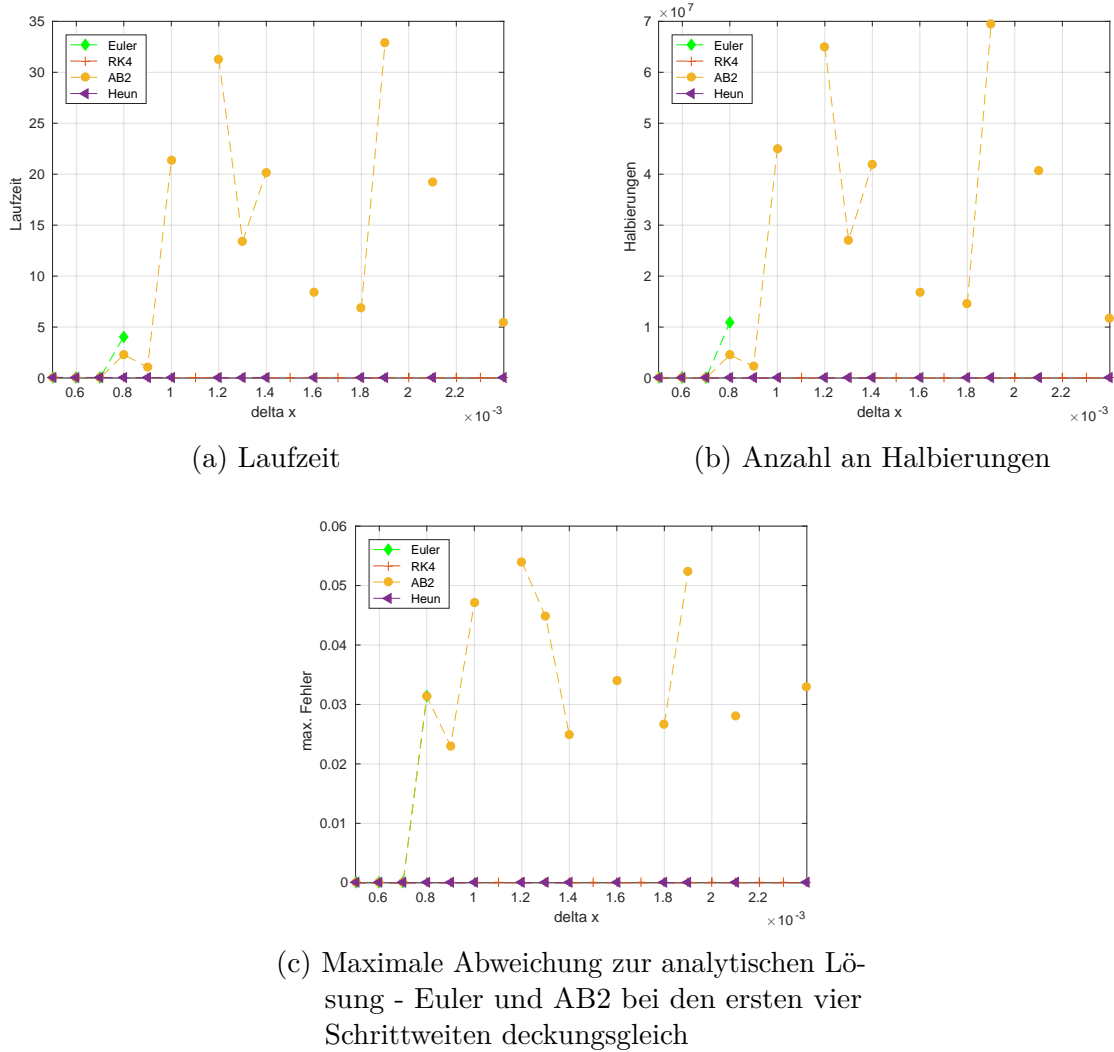 35
30
25
20
15
10
5
0
Laufzeit
Euler
RK4
AB2
Heun
0.6 0.8 1 1.2 1.4 1.6 1.8 2 2.2
delta x
×10⁻³
(a) Laufzeit
×10⁷
7
6
5
4
3
2
1
0
Halbierungen
Euler
RK4
AB2
Heun
0.6 0.8 1 1.2 1.4 1.6 1.8 2 2.2
delta x
×10⁻³
(b) Anzahl an Halbierungen
0.06
0.05
0.04
0.03
0.02
0.01
0
max. Fehler
Euler
RK4
AB2
Heun
0.6 0.8 1 1.2 1.4 1.6 1.8 2 2.2
delta x
×10⁻³
(c) Maximale Abweichung zur analytischen Lö-
sung - Euler und AB2 bei den ersten vier
Schrittweiten deckungsgleich